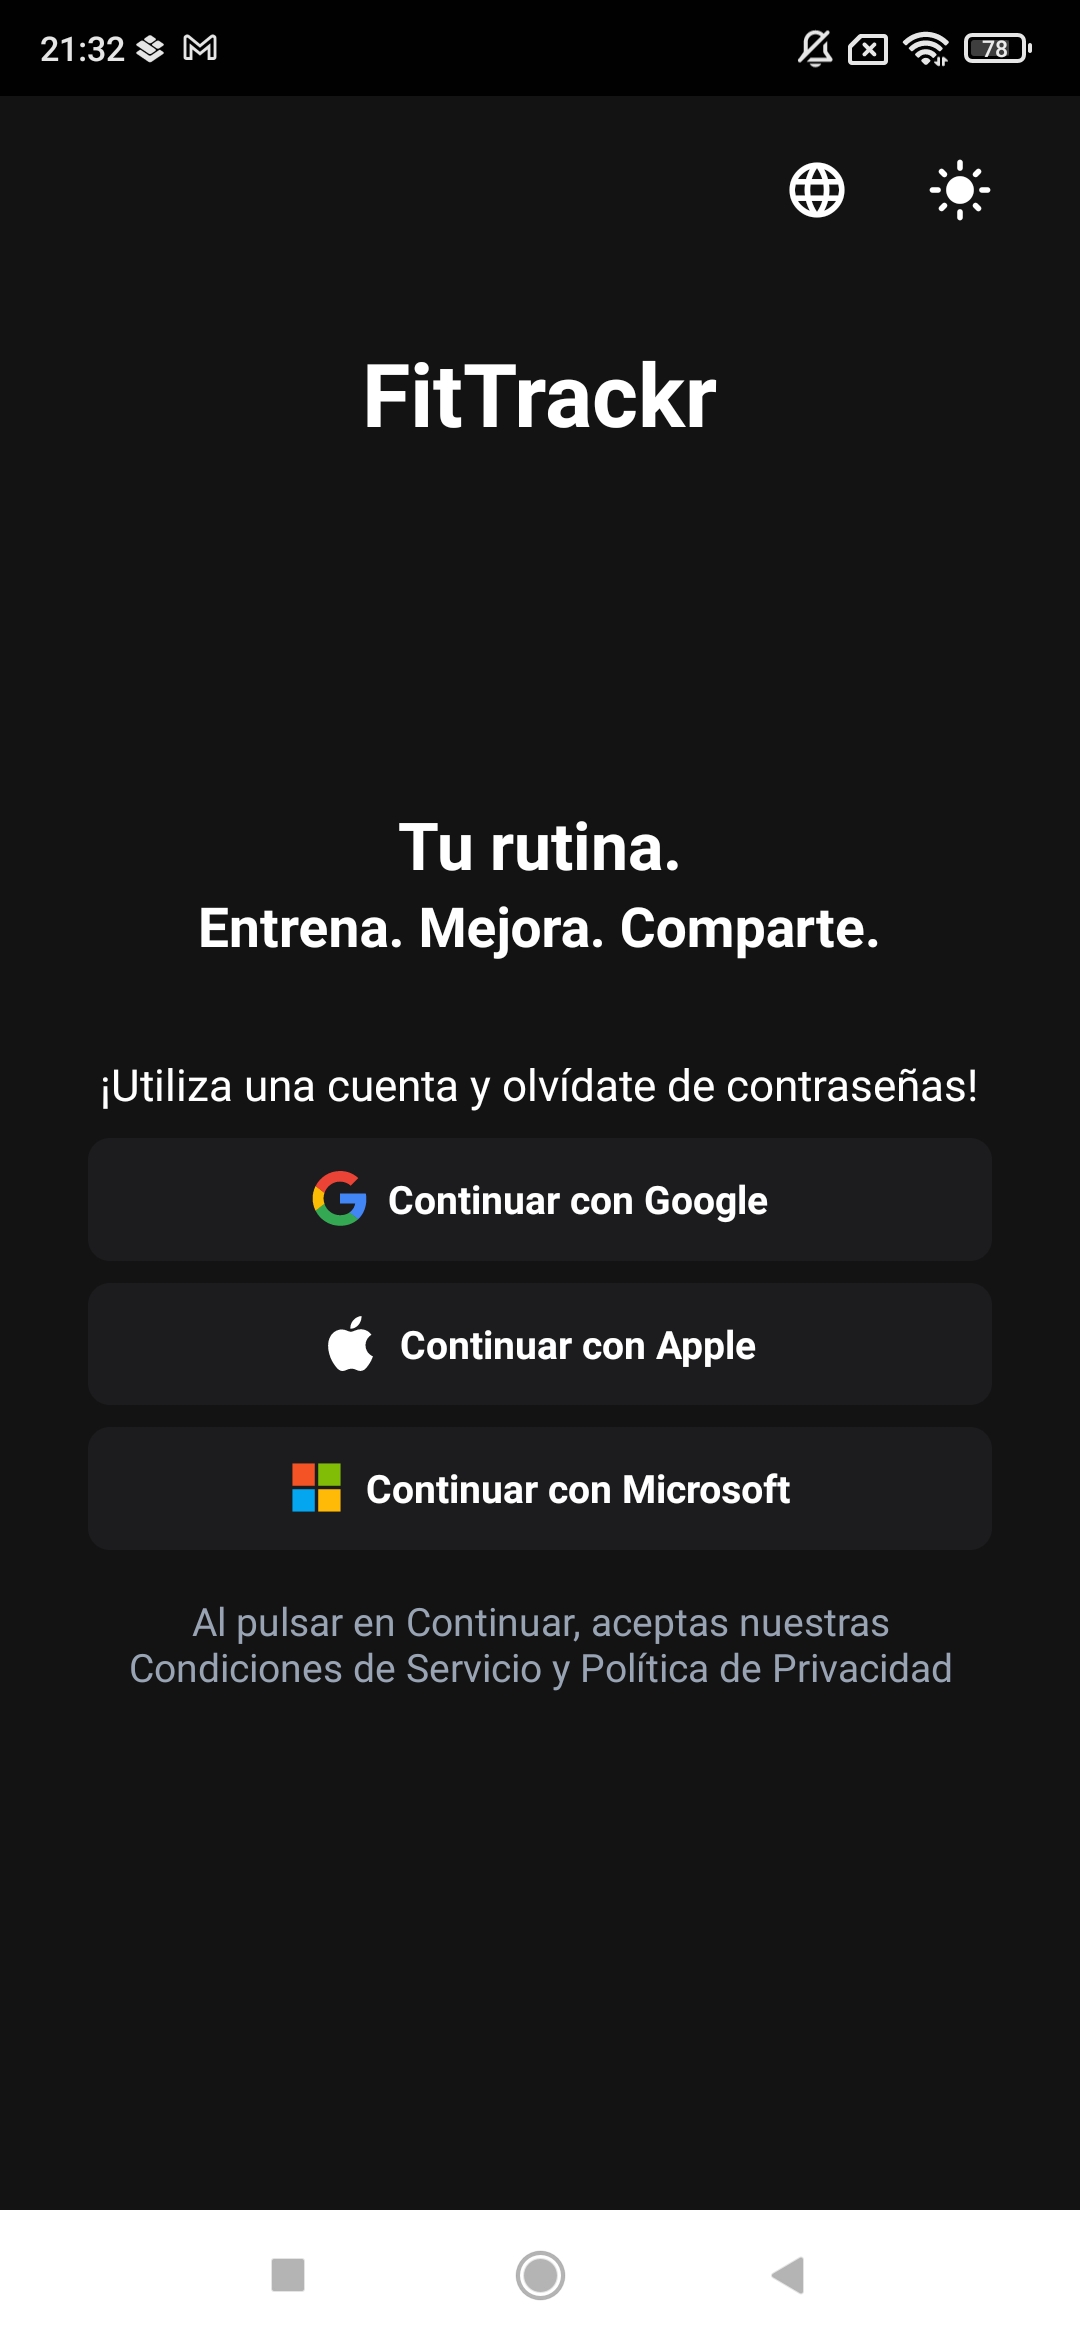 21:32
78
FitTrackr
Tu rutina.
Entrena. Mejora. Comparte.
¡Utiliza una cuenta y olvídate de contraseñas!
Continuar con Google
Continuar con Apple
Continuar con Microsoft
Al pulsar en Continuar, aceptas nuestras
Condiciones de Servicio y Política de Privacidad